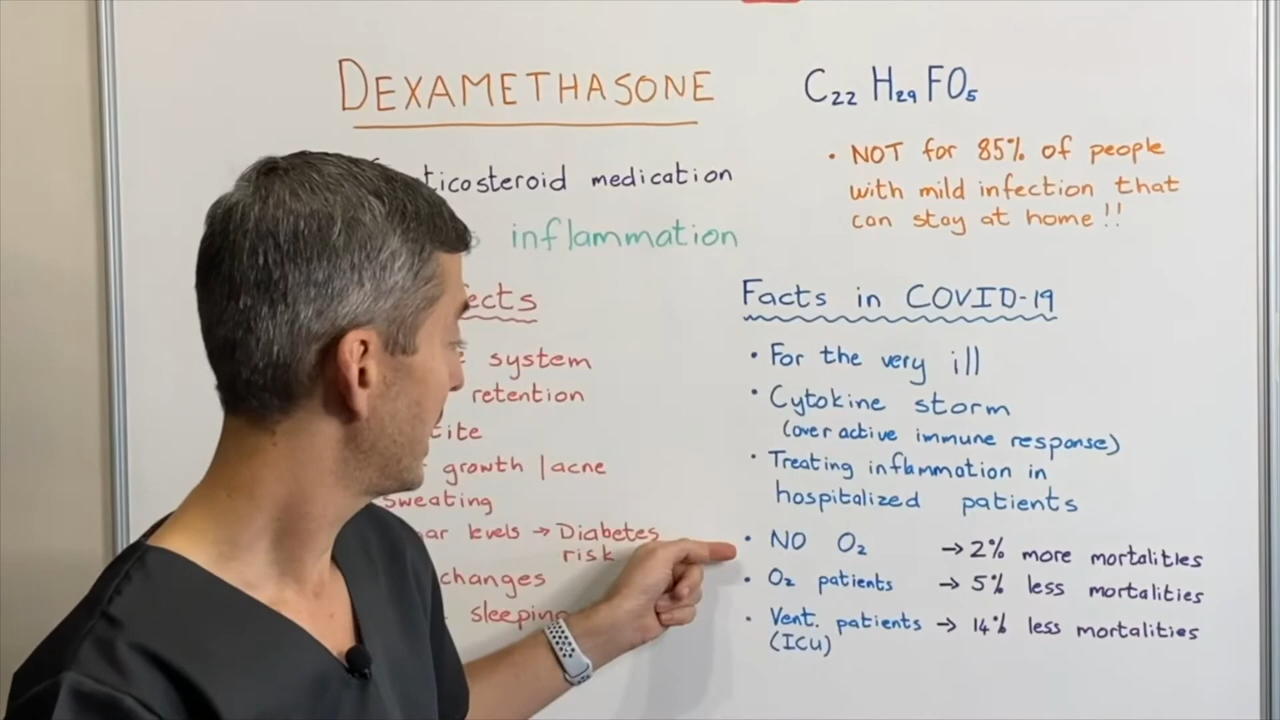 DEXAMETHASONE
ticosteroid medication
inflammation
ects
system
retention
tite
growth | acne
sweating
ar levels → Diabetes
risk
changes
sleeping
C₂₂ H₂₉ FO₅
• NOT for 85% of people
with mild infection that
can stay at home!!
Facts in COVID-19
• For the very ill
• Cytokine storm
(over active immune response)
• Treating inflammation in
hospitalized patients
• NO O₂ → 2% more mortalities
• O₂ patients → 5% less mortalities
• Vent. patients → 14% less mortalities
(ICU)